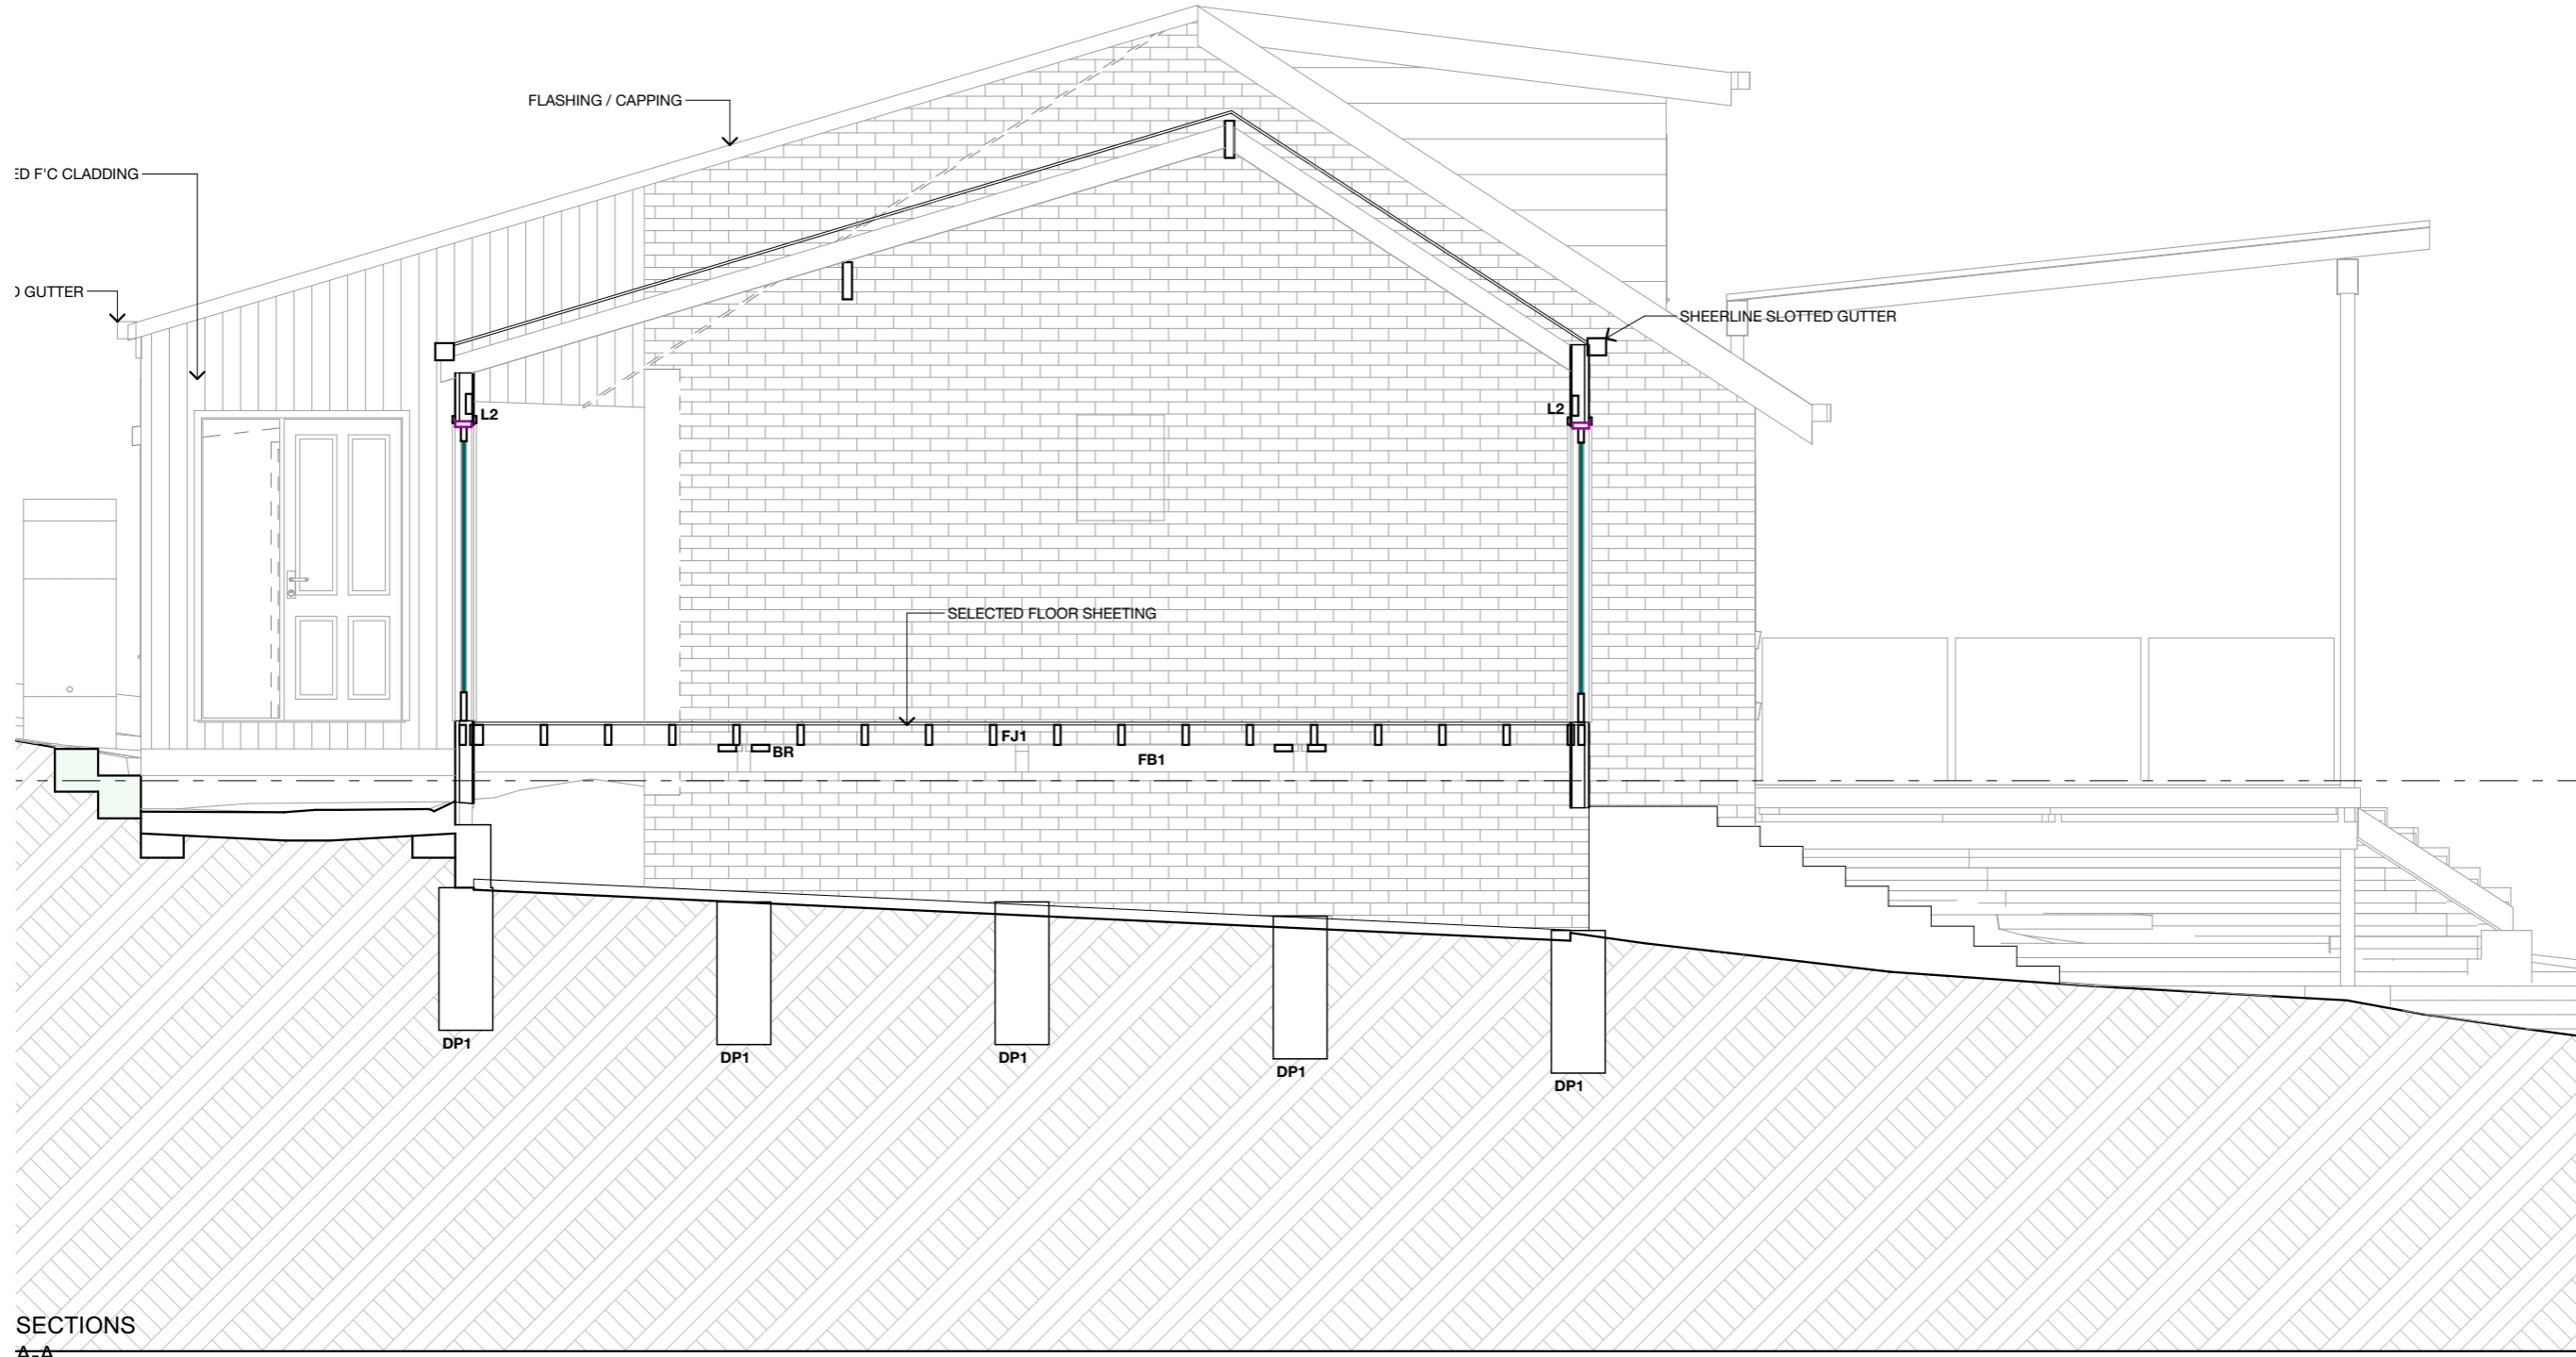 FLASHING / CAPPING
ED F'C CLADDING
GUTTER
SHEERLINE SLOTTED GUTTER
L2
L2
SELECTED FLOOR SHEETING
FJ1
BR
FB1
DP1
DP1
DP1
DP1
DP1
SECTIONS
A-A